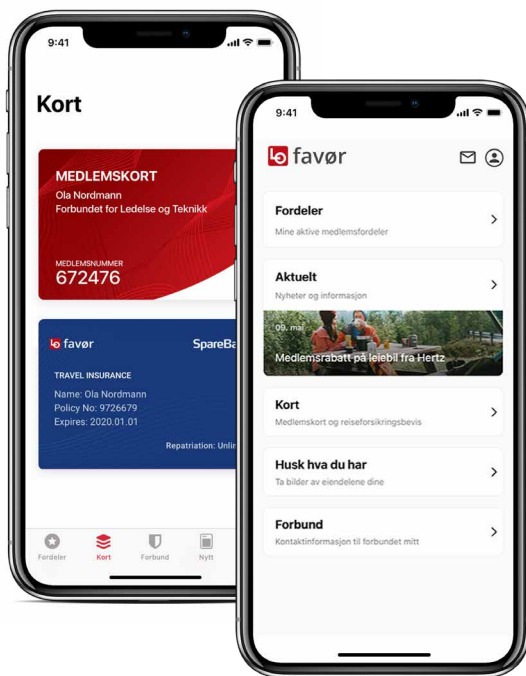 9:41
Kort
MEDLEMSKORT
Ola Nordmann
Forbundet for Ledelse og Teknikk
MEDLEMSNUMMER
672476
LO favør
TRAVEL INSURANCE
Name: Ola Nordmann
Policy No: 9726679
Expires: 2020.01.01
Repatriation:
Fordeler
Kort
Forbund
Nytt
9:41
LO favør
Fordeler
Mine aktive medlemsfordeler
Aktuelt
Nyheter og informasjon
09. mai
Medlemsrabatt på leiebil fra Hertz
Kort
Medlemskort og reiseforsikringsbevis
Husk hva du har
Ta bilder av eiendelene dine
Forbund
Kontaktinformasjon til forbundet mitt